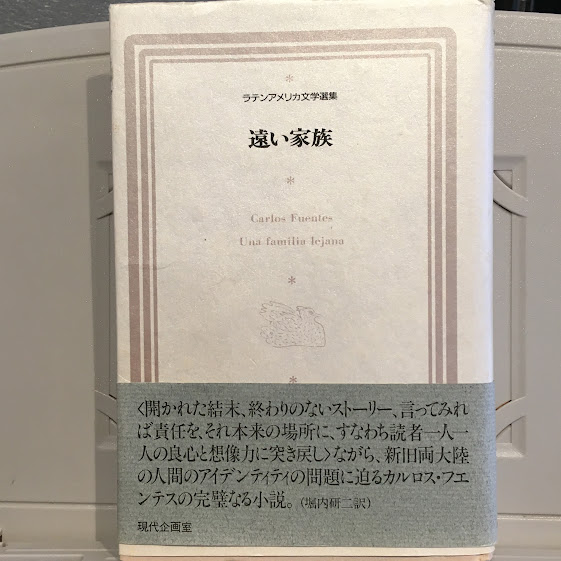 ラテンアメリカ文学選集
遠い家族
Carlos Fuentes
Una familia lejana
〈開かれた結末、終わりのないストーリー、言ってみれ
ば責任を、それ本来の場所に、すなわち読者一人一
人の良心と想像力に突き戻し〉ながら、新旧両大陸
の人間のアイデンティティの問題に迫るカルロス・フエ
ンテスの完璧なる小説。(堀内研二訳)
現代企画室